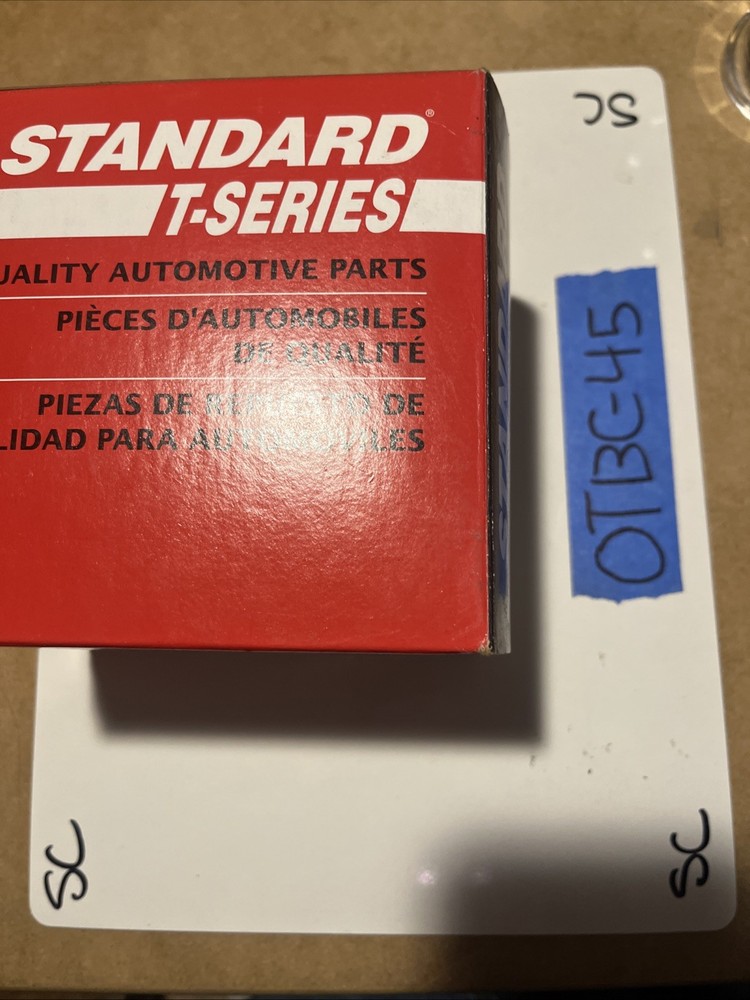 STANDARD®
T-SERIES
UALITY AUTOMOTIVE PARTS
PIÈCES D'AUTOMOBILES
DE QUALITÉ
PIEZAS DE DE
LIDAD PARA AUTOMÓVILES
SC
OTBC-45
SC
SC